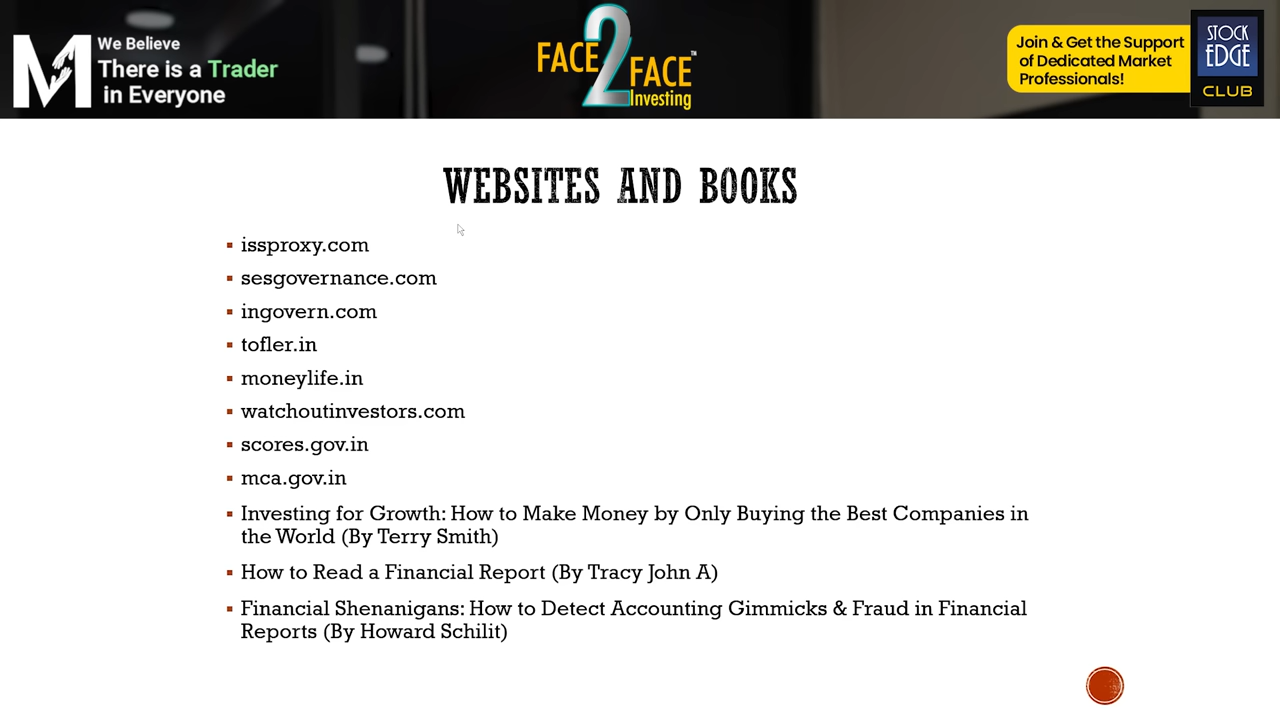 We Believe
There is a Trader
in Everyone
FACE 2 FACE™
Investing
Join & Get the Support
of Dedicated Market
Professionals!
STOCK
EDGE
CLUB
WEBSITES AND BOOKS
▪ issproxy.com
▪ sesgovernance.com
▪ ingovern.com
▪ tofler.in
▪ moneylife.in
▪ watchoutinvestors.com
▪ scores.gov.in
▪ mca.gov.in
▪ Investing for Growth: How to Make Money by Only Buying the Best Companies in
the World (By Terry Smith)
▪ How to Read a Financial Report (By Tracy John A)
▪ Financial Shenanigans: How to Detect Accounting Gimmicks & Fraud in Financial
Reports (By Howard Schilit)